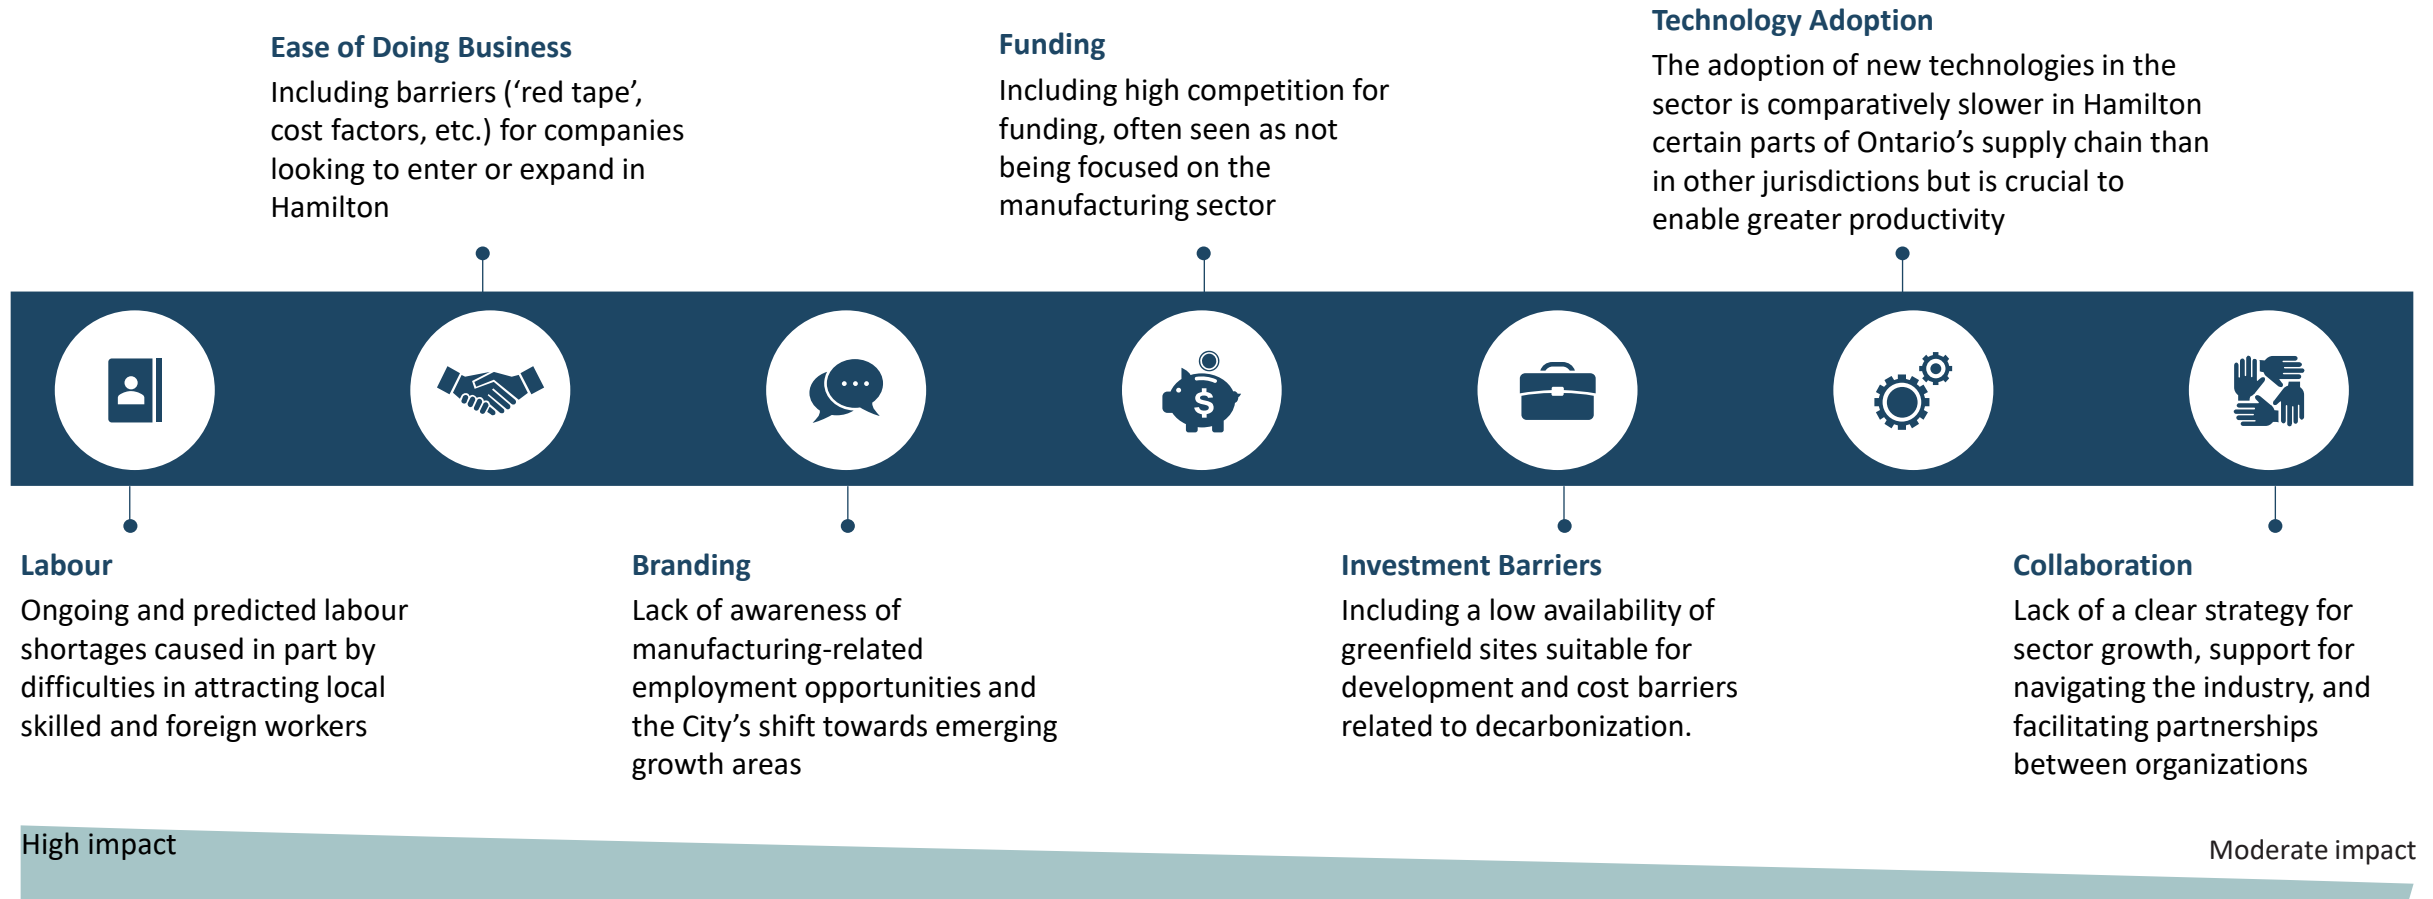 Ease of Doing Business
Including barriers (‘red tape’,
cost factors, etc.) for companies
looking to enter or expand in
Hamilton
Funding
Including high competition for
funding, often seen as not
being focused on the
manufacturing sector
Technology Adoption
The adoption of new technologies in the
sector is comparatively slower in Hamilton
certain parts of Ontario’s supply chain than
in other jurisdictions but is crucial to
enable greater productivity
$
Labour
Ongoing and predicted labour
shortages caused in part by
difficulties in attracting local
skilled and foreign workers
Branding
Lack of awareness of
manufacturing-related
employment opportunities and
the City’s shift towards emerging
growth areas
Investment Barriers
Including a low availability of
greenfield sites suitable for
development and cost barriers
related to decarbonization.
Collaboration
Lack of a clear strategy for
sector growth, support for
navigating the industry, and
facilitating partnerships
between organizations
High impact
Moderate impact